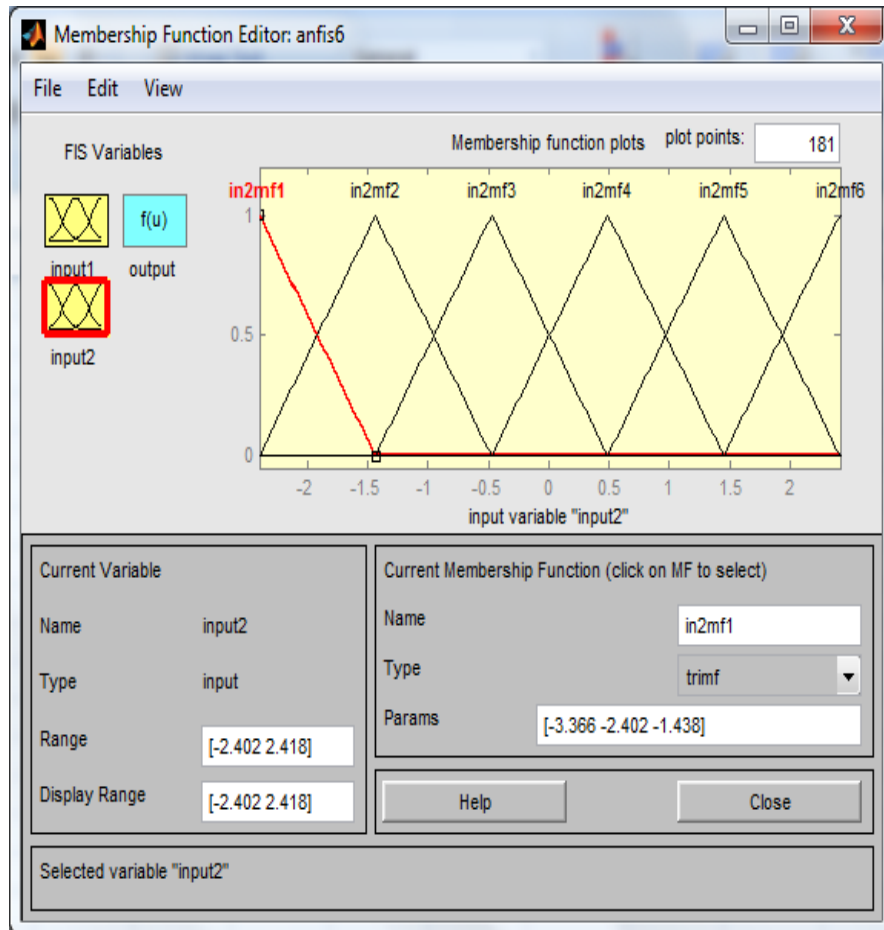 Membership Function Editor: anfis6
File Edit View
FIS Variables
f(u)
input1 output
input2
Membership function plots plot points: 181
in2mf1 in2mf2 in2mf3 in2mf4 in2mf5 in2mf6
1
0.5
0
-2 -1.5 -1 -0.5 0 0.5 1 1.5 2
input variable "input2"
Current Variable
Name input2
Type input
Range [-2.402 2.418]
Display Range [-2.402 2.418]
Current Membership Function (click on MF to select)
Name in2mf1
Type trimf
Params [-3.366 -2.402 -1.438]
Help Close
Selected variable "input2"